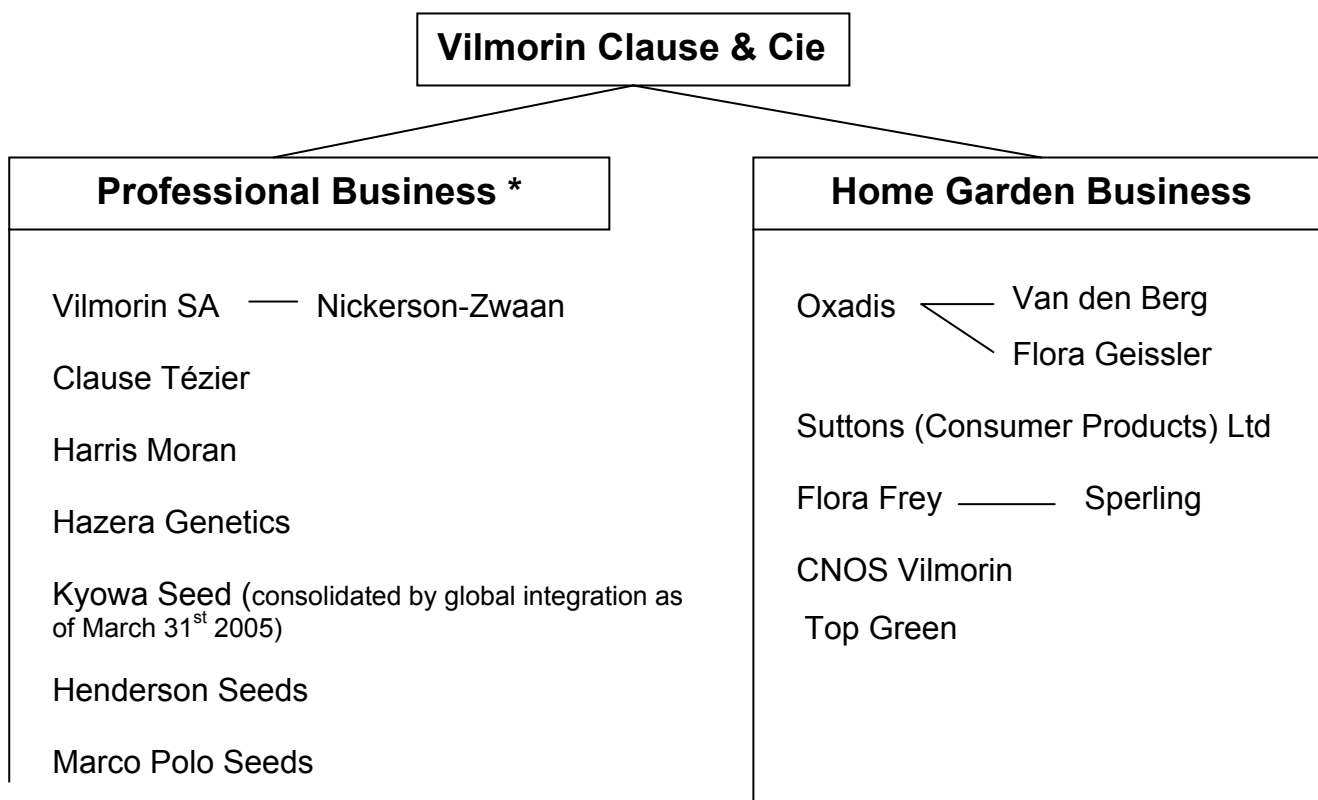 Vilmorin Clause & Cie
Professional Business *
Vilmorin SA Nickerson-Zwaan
Clause Tézier
Harris Moran
Hazera Genetics
Kyowa Seed (consolidated by global integration as
of March 31st 2005)
Henderson Seeds
Marco Polo Seeds
Home Garden Business
Oxadis Van den Berg
Flora Geissler
Suttons (Consumer Products) Ltd
Flora Frey Sperling
CNOS Vilmorin
Top Green